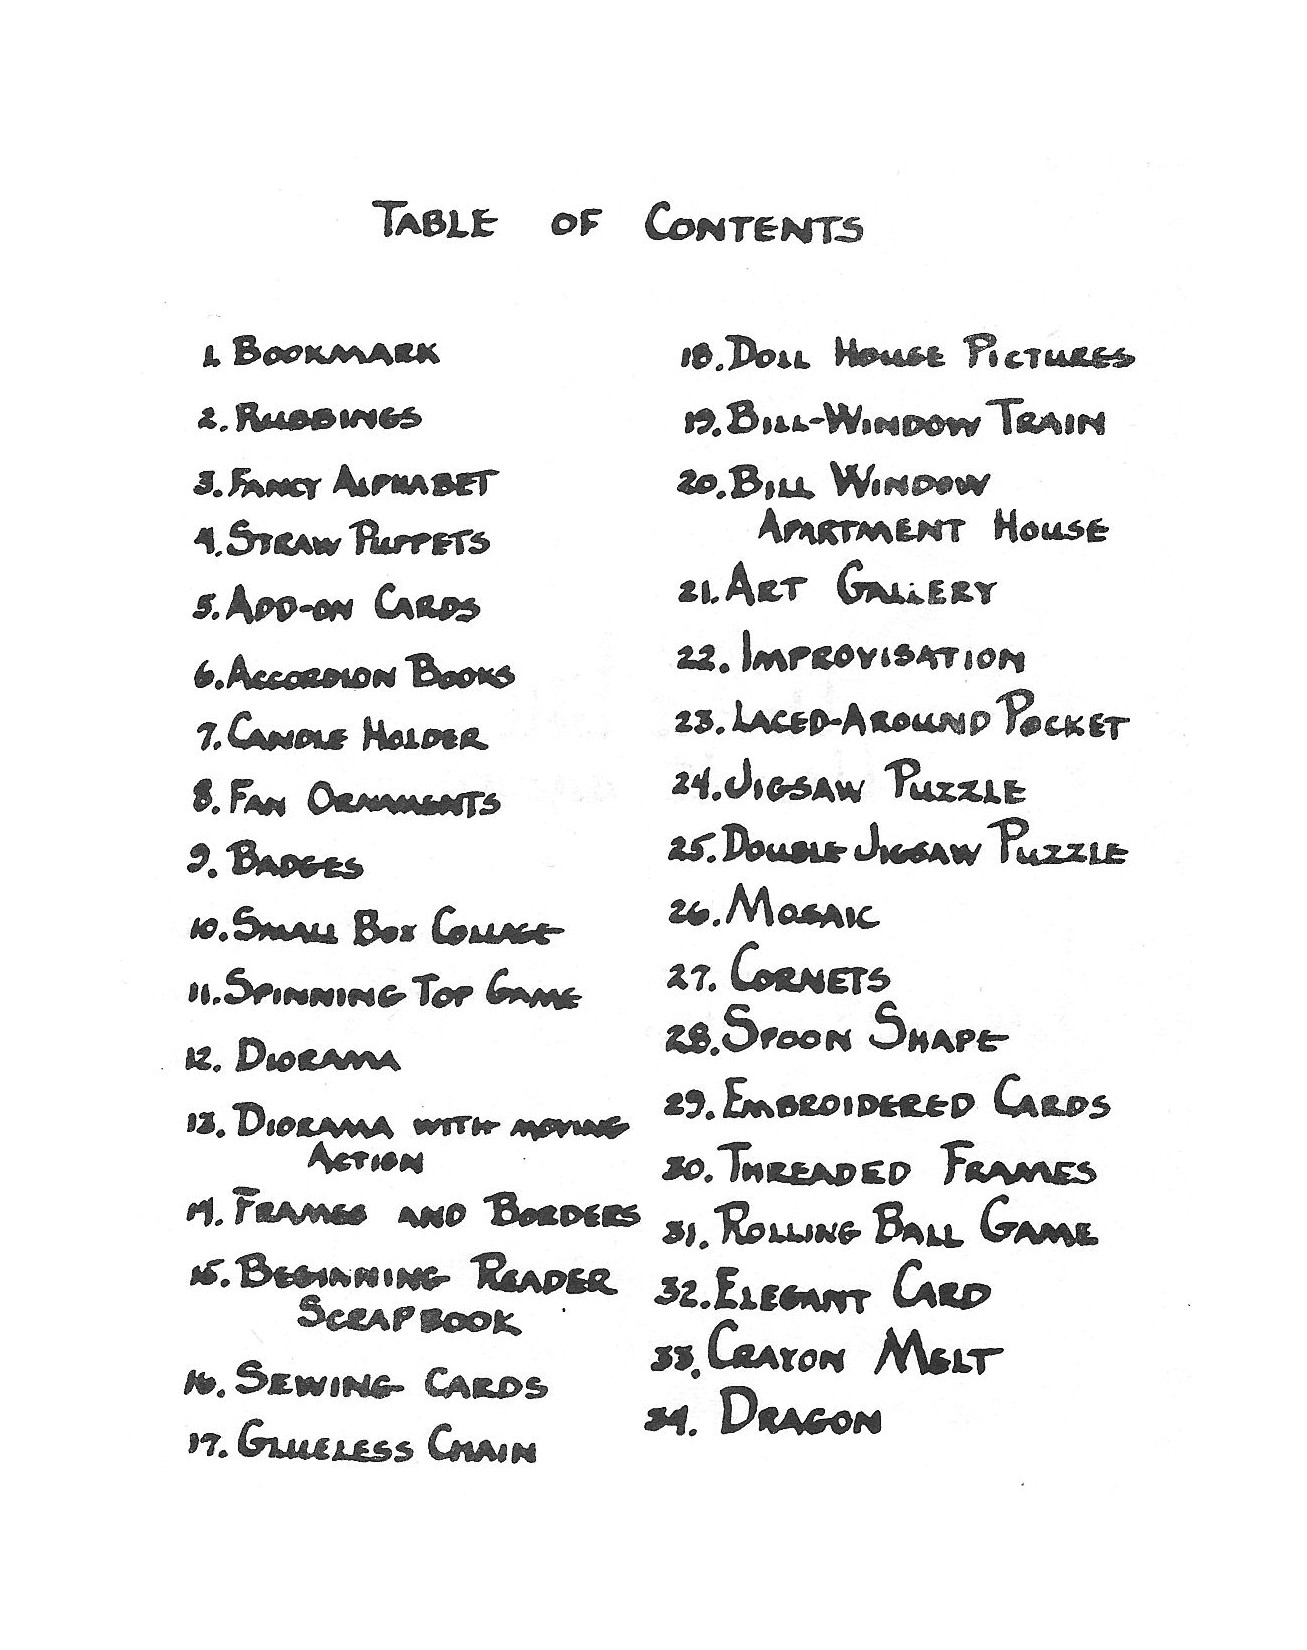 TABLE OF CONTENTS
1. BOOKMARK
2. RUBBINGS
3. FANCY ALPHABET
4. STRAW PUPPETS
5. ADD-ON CARDS
6. ACCORDION BOOKS
7. CANDLE HOLDER
8. FAN ORNAMENTS
9. BADGES
10. SMALL BOX COLLAGE
11. SPINNING TOP GAME
12. DIORAMA
13. DIORAMA WITH MOVING
ACTION
14. FRAMES AND BORDERS
15. BEGINNING READER
SCRAPBOOK
16. SEWING CARDS
17. GLUELESS CHAIN
18. DOLL HOUSE PICTURES
19. BILL-WINDOW TRAIN
20. BILL WINDOW
APARTMENT HOUSE
21. ART GALLERY
22. IMPROVISATION
23. LACED-AROUND POCKET
24. JIGSAW PUZZLE
25. DOUBLE JIGSAW PUZZLE
26. MOSAIC
27. CORNETS
28. SPOON SHAPE
29. EMBROIDERED CARDS
30. THREADED FRAMES
31. ROLLING BALL GAME
32. ELEGANT CARD
33. CRAYON MELT
34. DRAGON